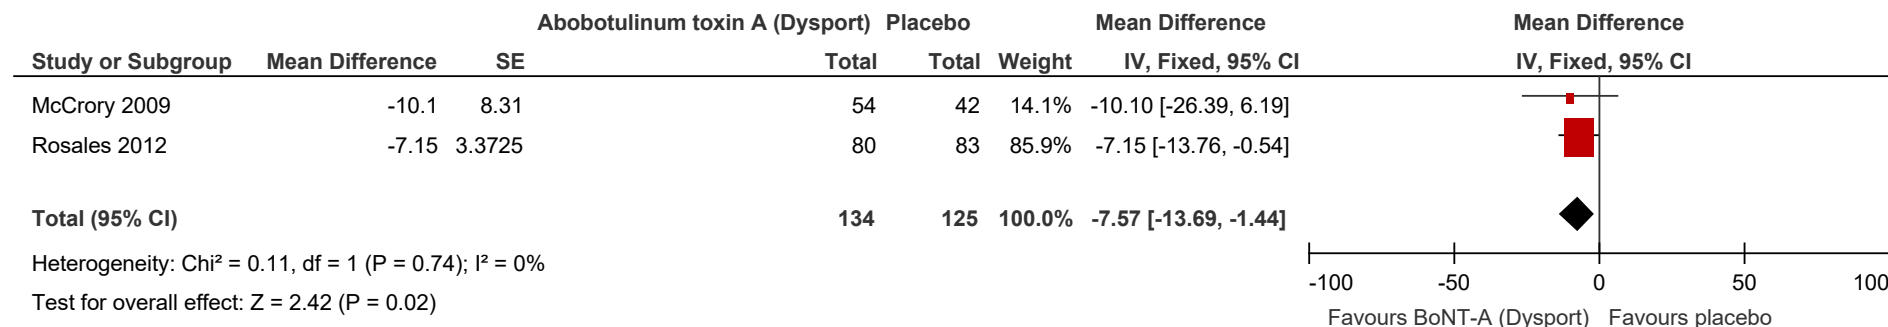 Abobotulinum toxin A (Dysport) Placebo Mean Difference Mean Difference
Study or Subgroup Mean Difference SE Total Total Weight IV, Fixed, 95% CI IV, Fixed, 95% CI
McCrory 2009 -10.1 8.31 54 42 14.1% -10.10 [-26.39, 6.19]
Rosales 2012 -7.15 3.3725 80 83 85.9% -7.15 [-13.76, -0.54]
Total (95% CI) 134 125 100.0% -7.57 [-13.69, -1.44]
Heterogeneity: Chi² = 0.11, df = 1 (P = 0.74); I² = 0%
Test for overall effect: Z = 2.42 (P = 0.02)
-100 -50 0 50 100
Favours BoNT-A (Dysport) Favours placebo